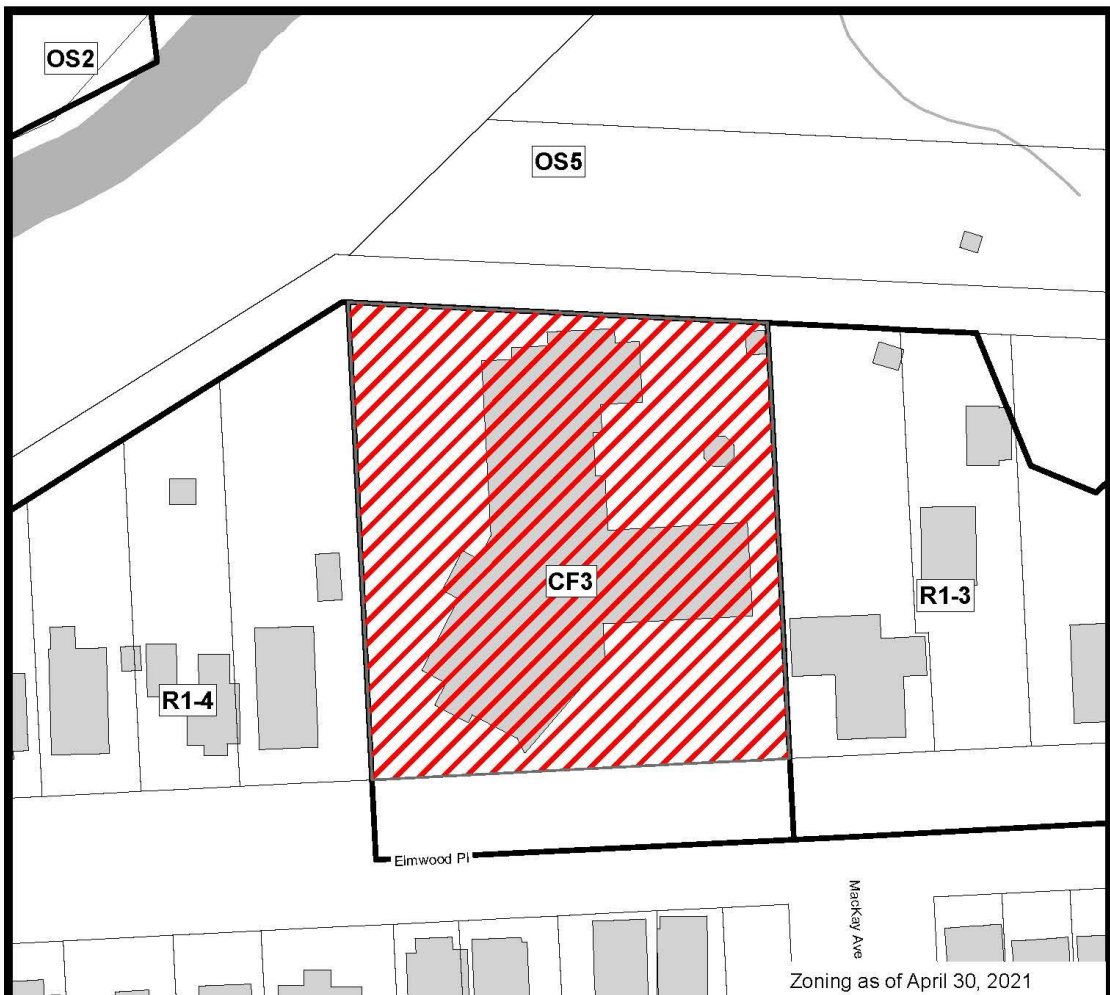 OS2
OS5
CF3
R1-3
R1-4
Elmwood Pl
MacKay Ave
Zoning as of April 30, 2021